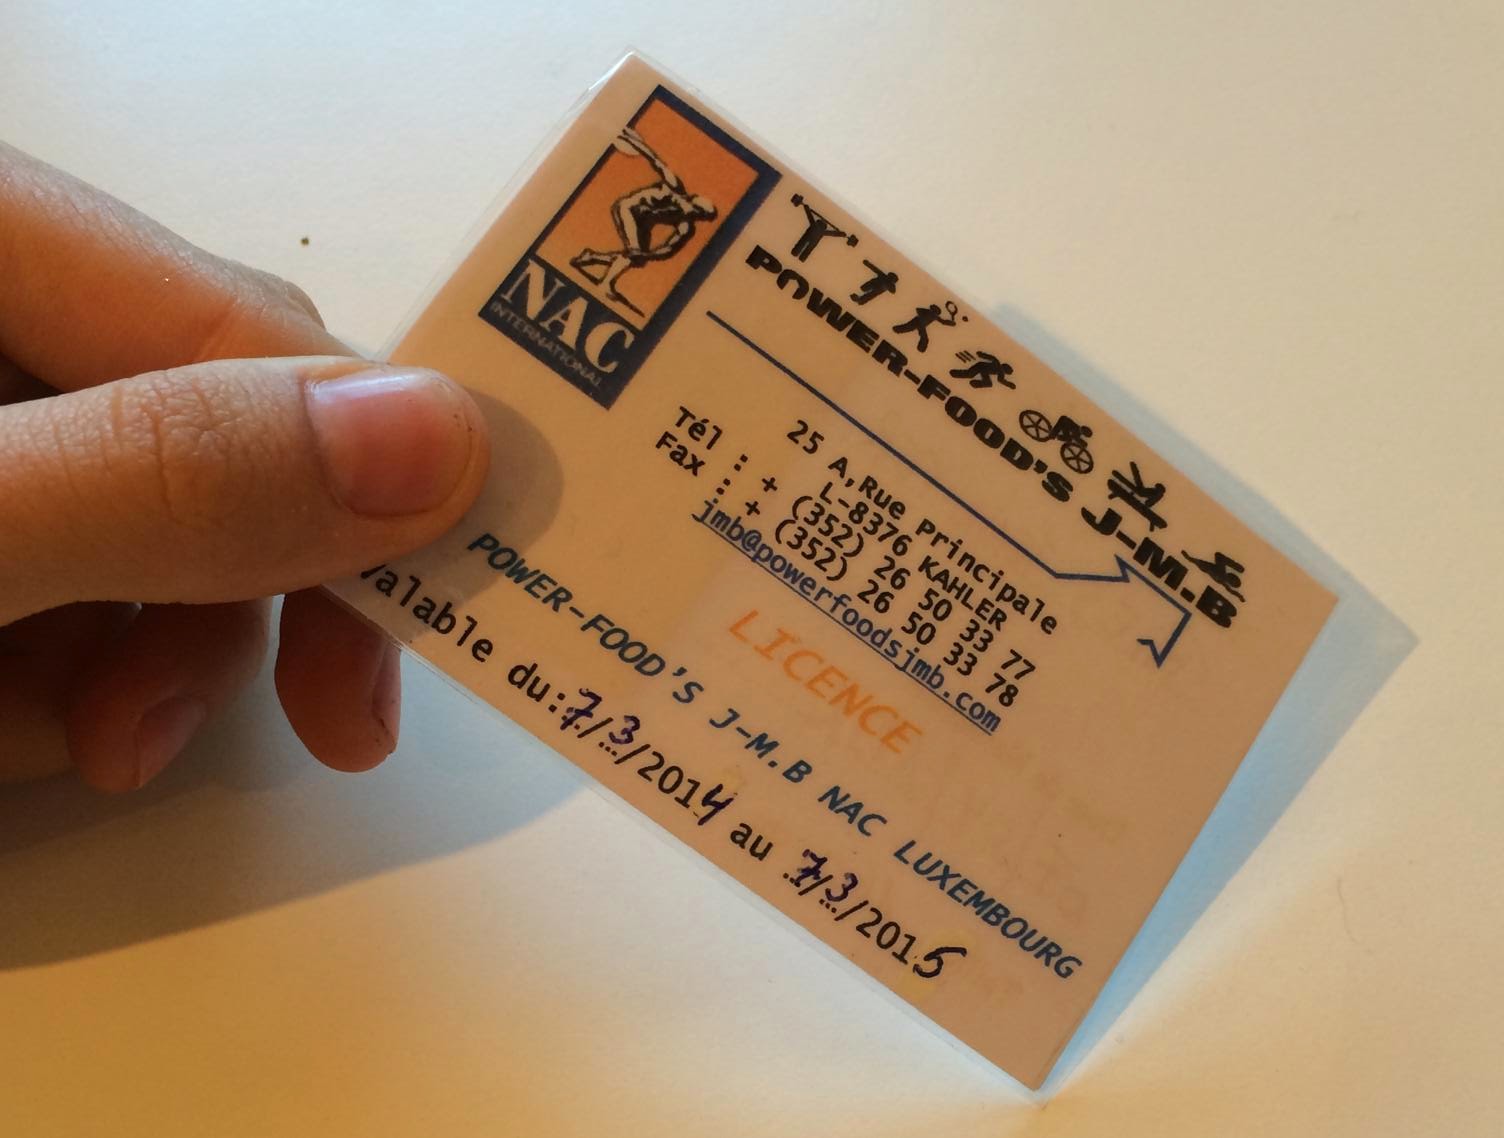 NAC
INTERNATIONAL
POWER-FOOD'S J-M.B
25 A,Rue Principale
L-8376 KAHLER
Tél : + (352) 26 50 33 77
Fax : + (352) 26 50 33 78
jmb@powerfoodsjmb.com
LICENCE
POWER-FOOD'S J-M.B NAC LUXEMBOURG
Valable du:7/3/2014 au 7/3/2015